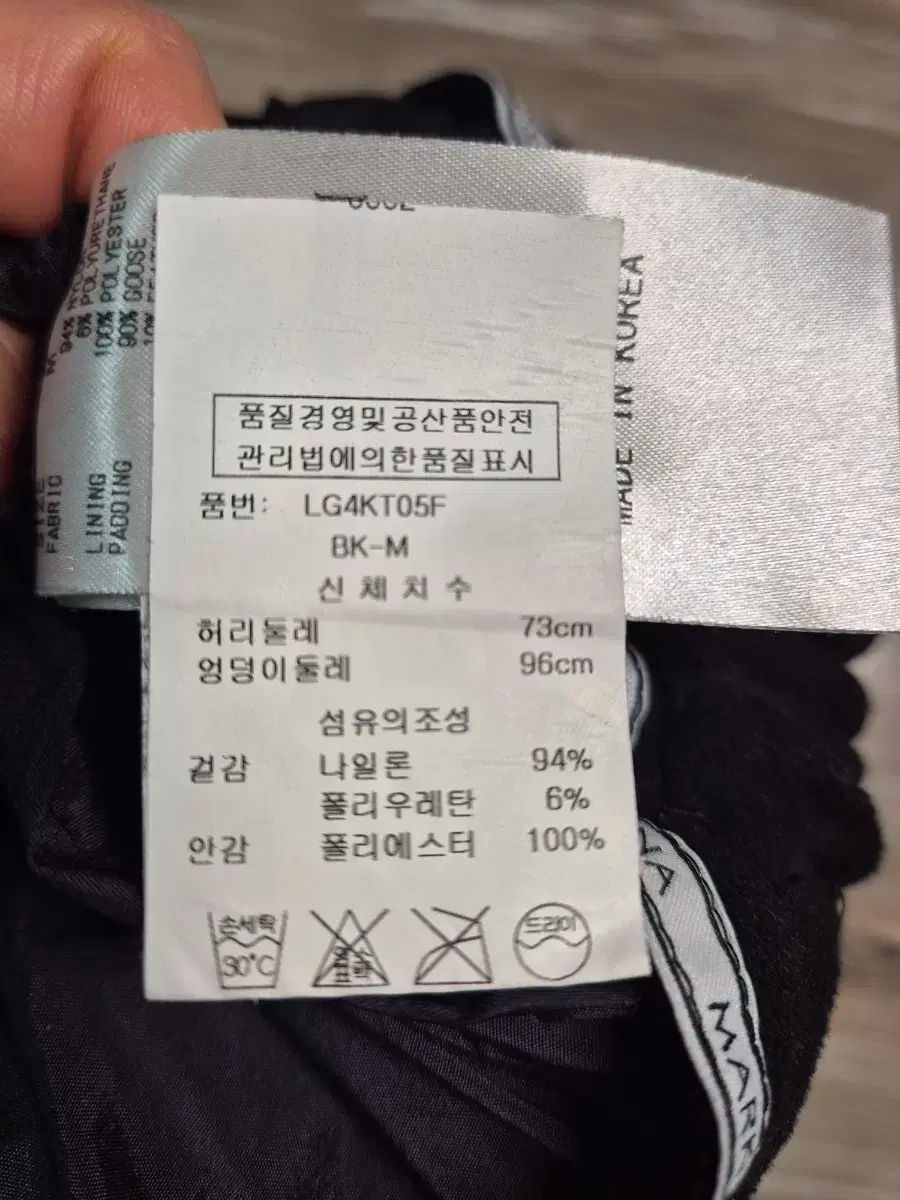 품질경영및공산품안전
관리법에의한품질표시
품번: LG4KT05F
BK-M
신 체 치 수
허리둘레 73cm
엉덩이둘레 96cm
섬유의조성
겉감 나일론 94%
폴리우레탄 6%
안감 폴리에스터 100%
손세탁
30°C
드라이
FABRIC
6% POLYURETHANE
LINING 100% POLYESTER
PADDING 90% GOOSE
MADE IN KOREA